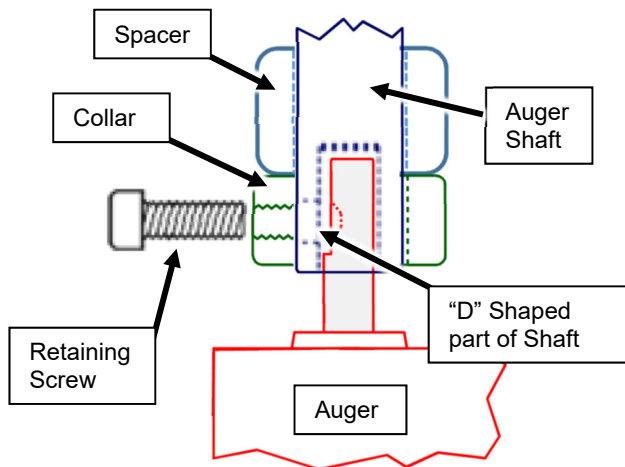 Spacer
Collar
Auger
Shaft
Retaining
Screw
"D" Shaped
part of Shaft
Auger